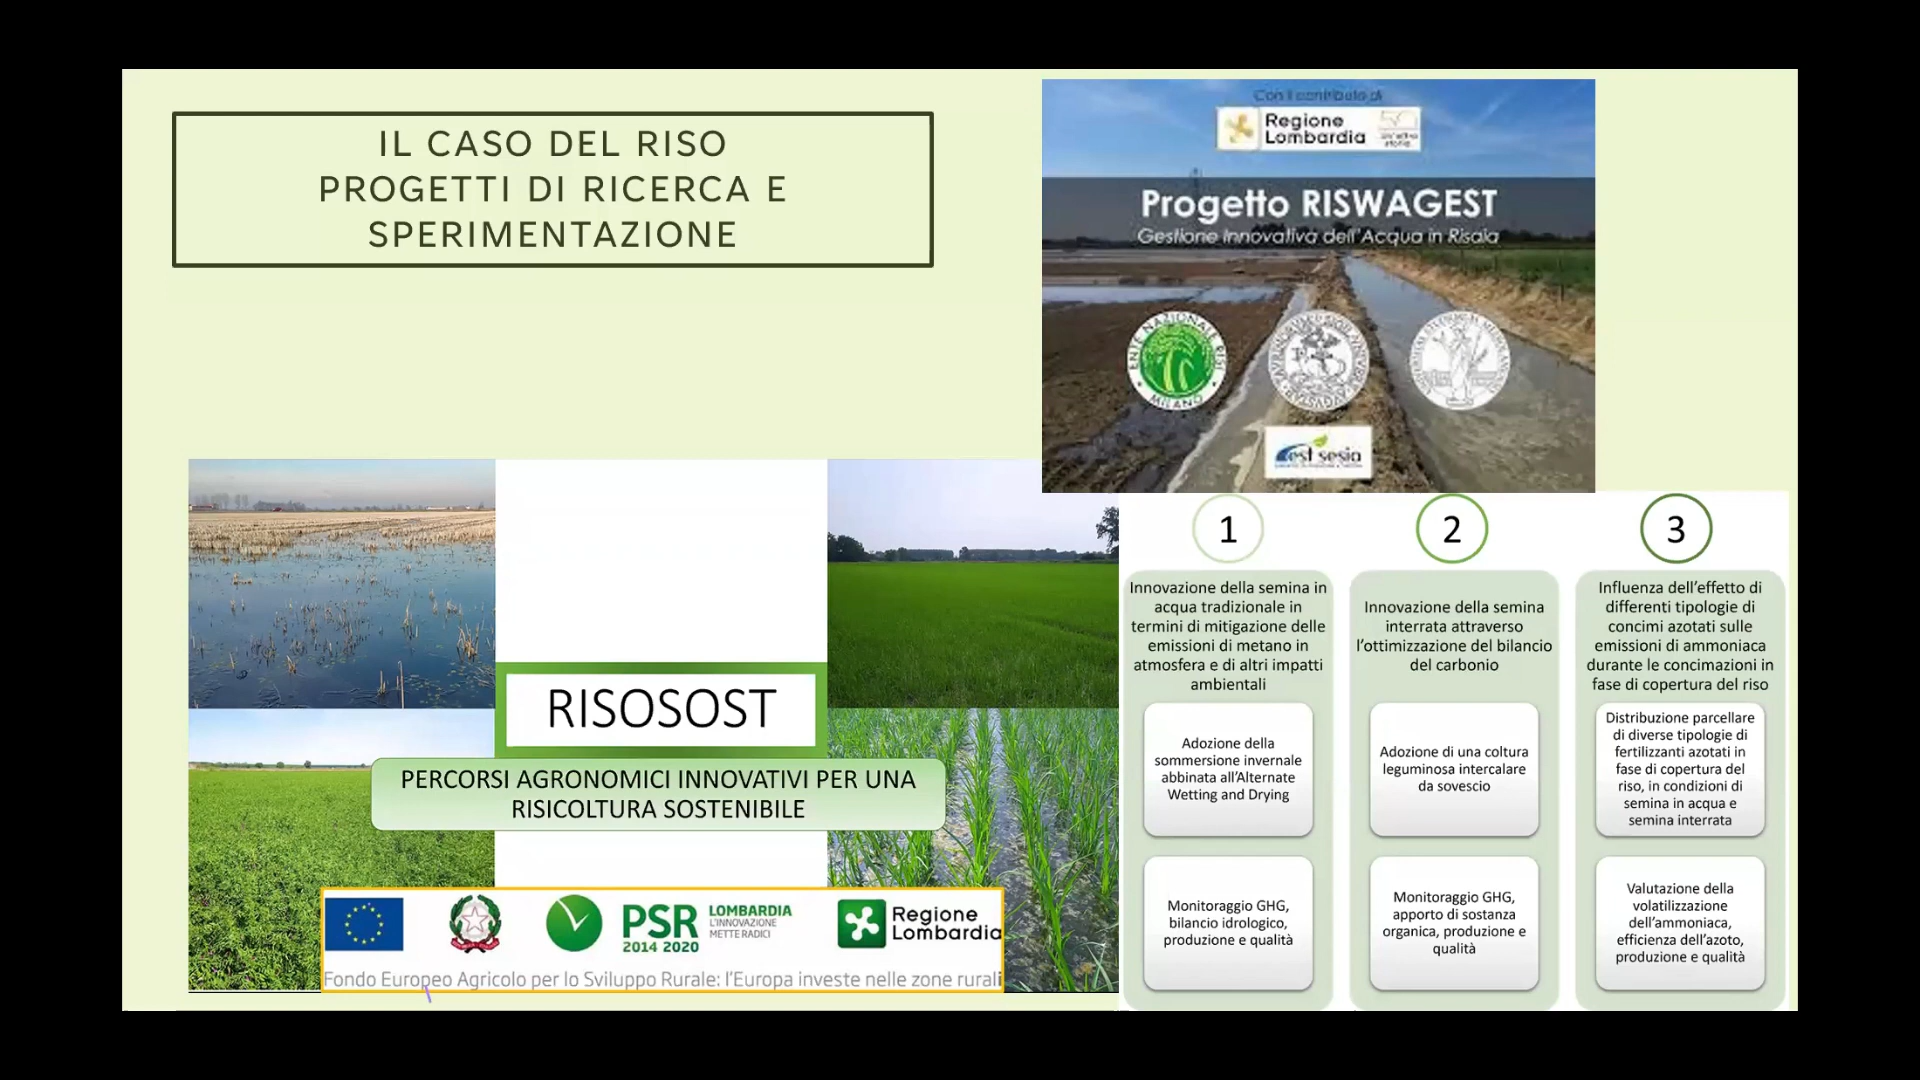 IL CASO DEL RISO
PROGETTI DI RICERCA E
SPERIMENTAZIONE
Con il contributo di
Regione
Lombardia
Progetto RISWAGEST
Gestione Innovativa dell'Acqua in Risaia
ENTE NAZIONALE RISI
MILANO
est sesia
RISOSOST
PERCORSI AGRONOMICI INNOVATIVI PER UNA
RISICOLTURA SOSTENIBILE
PSR
2014 2020
LOMBARDIA
L'INNOVAZIONE
METTE RADICI
Regione
Lombardia
Fondo Europeo Agricolo per lo Sviluppo Rurale: l'Europa investe nelle zone rurali
1
Innovazione della semina in
acqua tradizionale in
termini di mitigazione delle
emissioni di metano in
atmosfera e di altri impatti
ambientali
Adozione della
sommersione invernale
abbinata all'Alternate
Wetting and Drying
Monitoraggio GHG,
bilancio idrologico,
produzione e qualità
2
Innovazione della semina
interrata attraverso
l'ottimizzazione del bilancio
del carbonio
Adozione di una coltura
leguminosa intercalare
da sovescio
Monitoraggio GHG,
apporto di sostanza
organica, produzione e
qualità
3
Influenza dell'effetto di
differenti tipologie di
concimi azotati sulle
emissioni di ammoniaca
durante le concimazioni in
fase di copertura del riso
Distribuzione parcellare
di diverse tipologie di
fertilizzanti azotati in
fase di copertura del
riso, in condizioni di
semina in acqua e
semina interrata
Valutazione della
volatilizzazione
dell'ammoniaca,
efficienza dell'azoto,
produzione e qualità